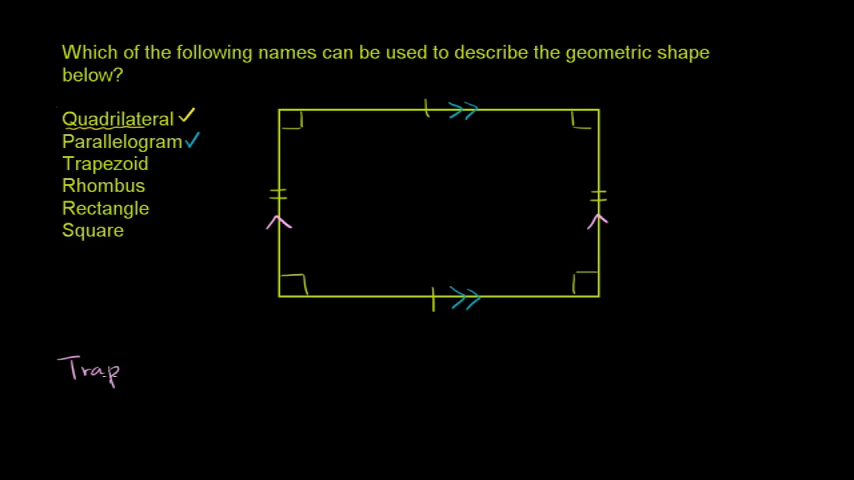 Which of the following names can be used to describe the geometric shape
below?
Quadrilateral
Parallelogram
Trapezoid
Rhombus
Rectangle
Square
Trap